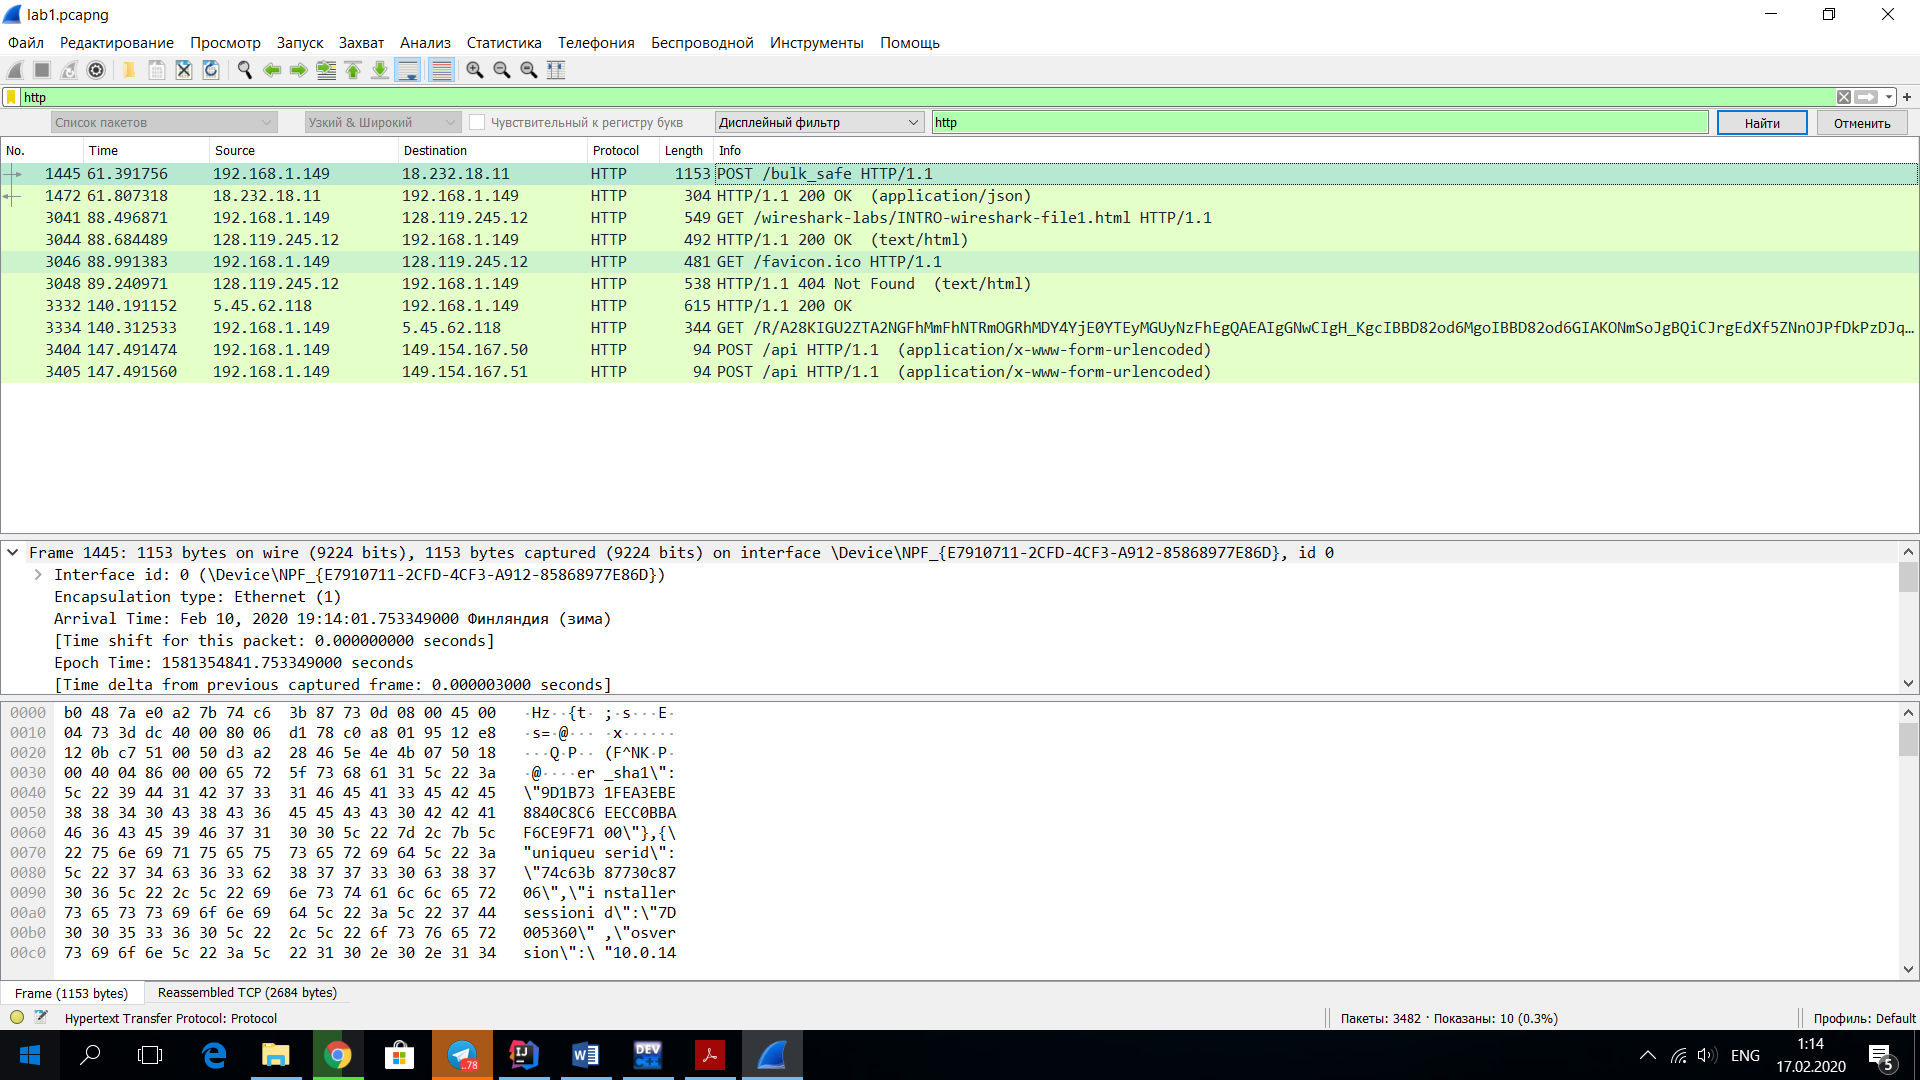 lab1.pcapng
Файл Редактирование Просмотр Запуск Захват Анализ Статистика Телефония Беспроводной Инструменты Помощь
http
Список пакетов Узкий & Широкий Чувствительный к регистру букв Дисплейный фильтр http Найти Отменить
No. Time Source Destination Protocol Length Info
1445 61.391756 192.168.1.149 18.232.18.11 HTTP 1153 POST /bulk_safe HTTP/1.1
1472 61.807318 18.232.18.11 192.168.1.149 HTTP 304 HTTP/1.1 200 OK (application/json)
3041 88.496871 192.168.1.149 128.119.245.12 HTTP 549 GET /wireshark-labs/INTRO-wireshark-file1.html HTTP/1.1
3044 88.684489 128.119.245.12 192.168.1.149 HTTP 492 HTTP/1.1 200 OK (text/html)
3046 88.991383 192.168.1.149 128.119.245.12 HTTP 481 GET /favicon.ico HTTP/1.1
3048 89.240971 128.119.245.12 192.168.1.149 HTTP 538 HTTP/1.1 404 Not Found (text/html)
3332 140.191152 5.45.62.118 192.168.1.149 HTTP 615 HTTP/1.1 200 OK
3334 140.312533 192.168.1.149 5.45.62.118 HTTP 344 GET /R/A28KIGU2ZTA2NGFhMmFhNTRmOGRhMDY4YjE0YTEyMGUyNzFhEgQAEAIgGNwCIgH_KgcIBBD82od6MgoIBBD82od6GIAKONmSoJgBQiCJrgEdXf5ZNnOJPfDkPzDJq…
3404 147.491474 192.168.1.149 149.154.167.50 HTTP 94 POST /api HTTP/1.1 (application/x-www-form-urlencoded)
3405 147.491560 192.168.1.149 149.154.167.51 HTTP 94 POST /api HTTP/1.1 (application/x-www-form-urlencoded)
Frame 1445: 1153 bytes on wire (9224 bits), 1153 bytes captured (9224 bits) on interface \Device\NPF_{E7910711-2CFD-4CF3-A912-85868977E86D}, id 0
Interface id: 0 (\Device\NPF_{E7910711-2CFD-4CF3-A912-85868977E86D})
Encapsulation type: Ethernet (1)
Arrival Time: Feb 10, 2020 19:14:01.753349000 Финляндия (зима)
[Time shift for this packet: 0.000000000 seconds]
Epoch Time: 1581354841.753349000 seconds
[Time delta from previous captured frame: 0.000003000 seconds]
0000 b0 48 7a e0 a2 7b 74 c6 3b 87 73 0d 08 00 45 00 ·Hz··{t· ;·s···E·
0010 04 73 3d dc 40 00 80 06 d1 78 c0 a8 01 95 12 e8 ·s=·@··· ·x······
0020 12 0b c7 51 00 50 d3 a2 28 46 5e 4e 4b 07 50 18 ···Q·P·· (F^NK·P·
0030 00 40 04 86 00 00 65 72 5f 73 68 61 31 5c 22 3a ·@····er _sha1\":
0040 5c 22 39 44 31 42 37 33 31 46 45 41 33 45 42 45 \"9D1B73 1FEA3EBE
0050 38 38 34 30 43 38 43 36 45 45 43 43 30 42 42 41 8840C8C6 EECC0BBA
0060 46 36 43 45 39 46 37 31 30 30 5c 22 7d 2c 7b 5c F6CE9F71 00\"},{\
0070 22 75 6e 69 71 75 65 75 73 65 72 69 64 5c 22 3a "uniqueu serid\":
0080 5c 22 37 34 63 36 33 62 38 37 37 33 30 63 38 37 \"74c63b 87730c87
0090 30 36 5c 22 2c 5c 22 69 6e 73 74 61 6c 6c 65 72 06\",\"i nstaller
00a0 73 65 73 73 69 6f 6e 69 64 5c 22 3a 5c 22 37 44 sessioni d\":\"7D
00b0 30 30 35 33 36 30 5c 22 2c 5c 22 6f 73 76 65 72 005360\" ,\"osver
00c0 73 69 6f 6e 5c 22 3a 5c 22 31 30 2e 30 2e 31 34 sion\":\ "10.0.14
Frame (1153 bytes) Reassembled TCP (2684 bytes)
Hypertext Transfer Protocol: Protocol Пакеты: 3482 · Показаны: 10 (0.3%) Профиль: Default
..78 IJ W DEV C++ ENG 1:14
17.02.2020 5